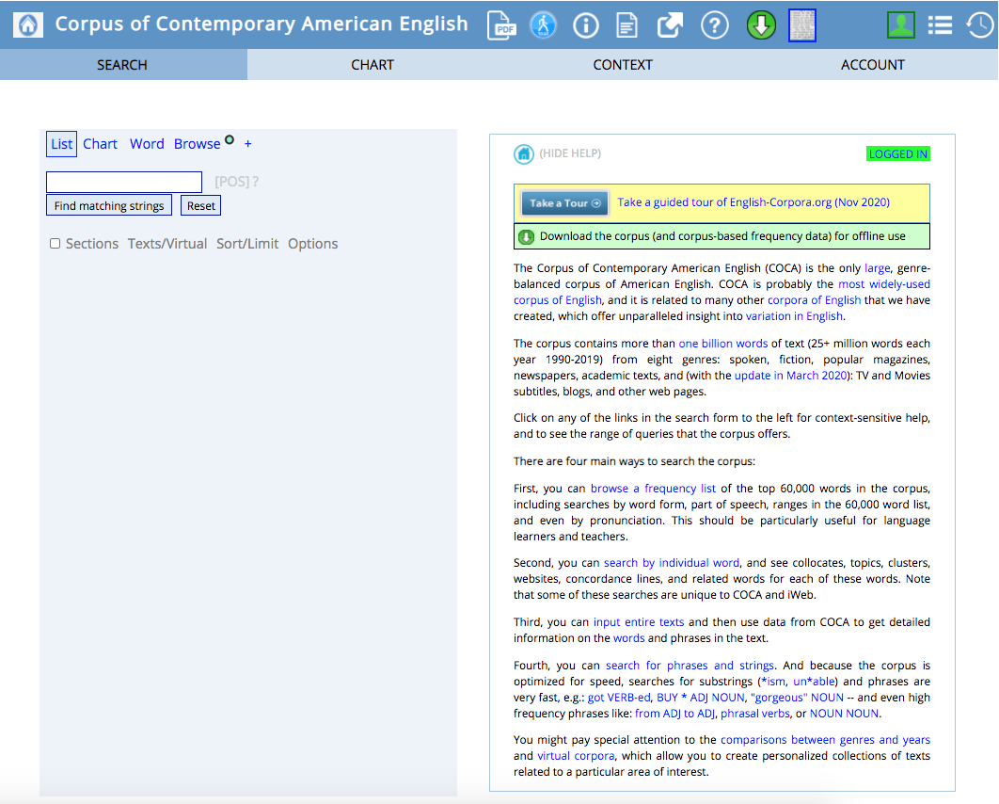 Corpus of Contemporary American English
PDF
SEARCH CHART CONTEXT ACCOUNT
List Chart Word Browse +
[POS] ?
Find matching strings Reset
Sections Texts/Virtual Sort/Limit Options
(HIDE HELP) LOGGED IN
Take a Tour Take a guided tour of English-Corpora.org (Nov 2020)
Download the corpus (and corpus-based frequency data) for offline use
The Corpus of Contemporary American English (COCA) is the only large, genre-
balanced corpus of American English. COCA is probably the most widely-used
corpus of English, and it is related to many other corpora of English that we have
created, which offer unparalleled insight into variation in English.
The corpus contains more than one billion words of text (25+ million words each
year 1990-2019) from eight genres: spoken, fiction, popular magazines,
newspapers, academic texts, and (with the update in March 2020): TV and Movies
subtitles, blogs, and other web pages.
Click on any of the links in the search form to the left for context-sensitive help,
and to see the range of queries that the corpus offers.
There are four main ways to search the corpus:
First, you can browse a frequency list of the top 60,000 words in the corpus,
including searches by word form, part of speech, ranges in the 60,000 word list,
and even by pronunciation. This should be particularly useful for language
learners and teachers.
Second, you can search by individual word, and see collocates, topics, clusters,
websites, concordance lines, and related words for each of these words. Note
that some of these searches are unique to COCA and iWeb.
Third, you can input entire texts and then use data from COCA to get detailed
information on the words and phrases in the text.
Fourth, you can search for phrases and strings. And because the corpus is
optimized for speed, searches for substrings (*ism, un*able) and phrases are
very fast, e.g.: got VERB-ed, BUY * ADJ NOUN, "gorgeous" NOUN -- and even high
frequency phrases like: from ADJ to ADJ, phrasal verbs, or NOUN NOUN.
You might pay special attention to the comparisons between genres and years
and virtual corpora, which allow you to create personalized collections of texts
related to a particular area of interest.